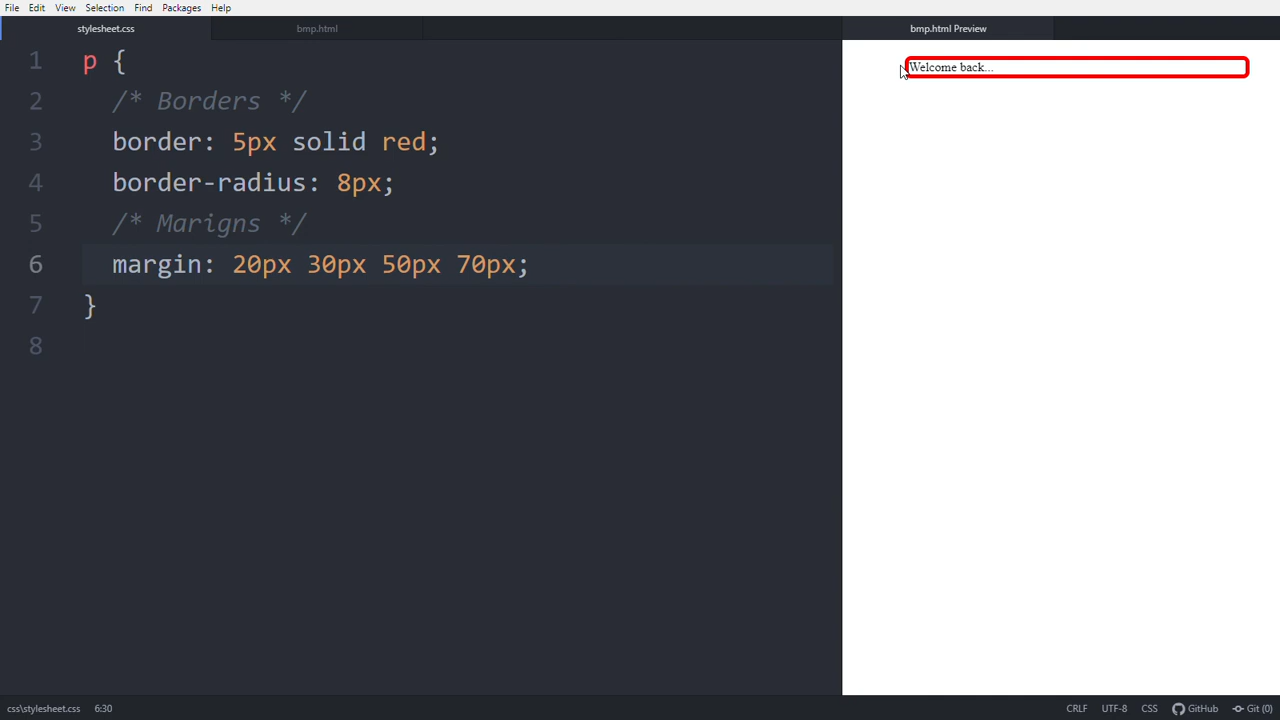 File Edit View Selection Find Packages Help
stylesheet.css bmp.html bmp.html Preview
1 p {
2 /* Borders */
3 border: 5px solid red;
4 border-radius: 8px;
5 /* Marigns */
6 margin: 20px 30px 50px 70px;
7 }
8
Welcome back...
css\stylesheet.css 6:30 CRLF UTF-8 CSS GitHub Git (0)